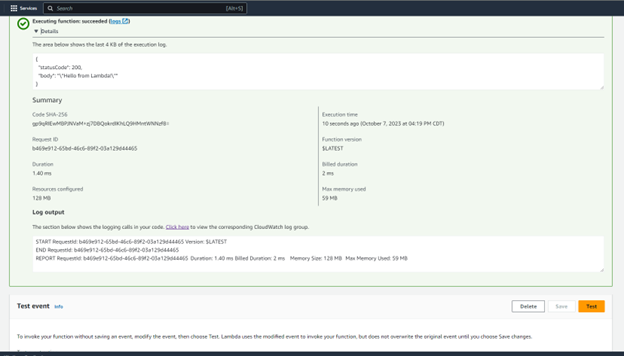 Services
Search
[Alt+S]
Executing function: succeeded (logs)
Details
The area below shows the last 4 KB of the execution log.
{
"statusCode": 200,
"body": "\"Hello from Lambda!\""
}
Summary
Code SHA-256
Execution time
10 seconds ago (October 7, 2023 at 04:19 PM CDT)
Request ID
b469e912-65bd-46c6-89f2-03a129d44465
Function version
$LATEST
Duration
1.40 ms
Billed duration
2 ms
Resources configured
128 MB
Max memory used
59 MB
Log output
The section below shows the logging calls in your code. Click here to view the corresponding CloudWatch log group.
START RequestId: b469e912-65bd-46c6-89f2-03a129d44465 Version: $LATEST
END RequestId: b469e912-65bd-46c6-89f2-03a129d44465
REPORT RequestId: b469e912-65bd-46c6-89f2-03a129d44465 Duration: 1.40 ms Billed Duration: 2 ms Memory Size: 128 MB Max Memory Used: 59 MB
Test event Info
Delete
Save
Test
To invoke your function without saving an event, modify the event, then choose Test. Lambda uses the modified event to invoke your function, but does not overwrite the original event until you choose Save changes.